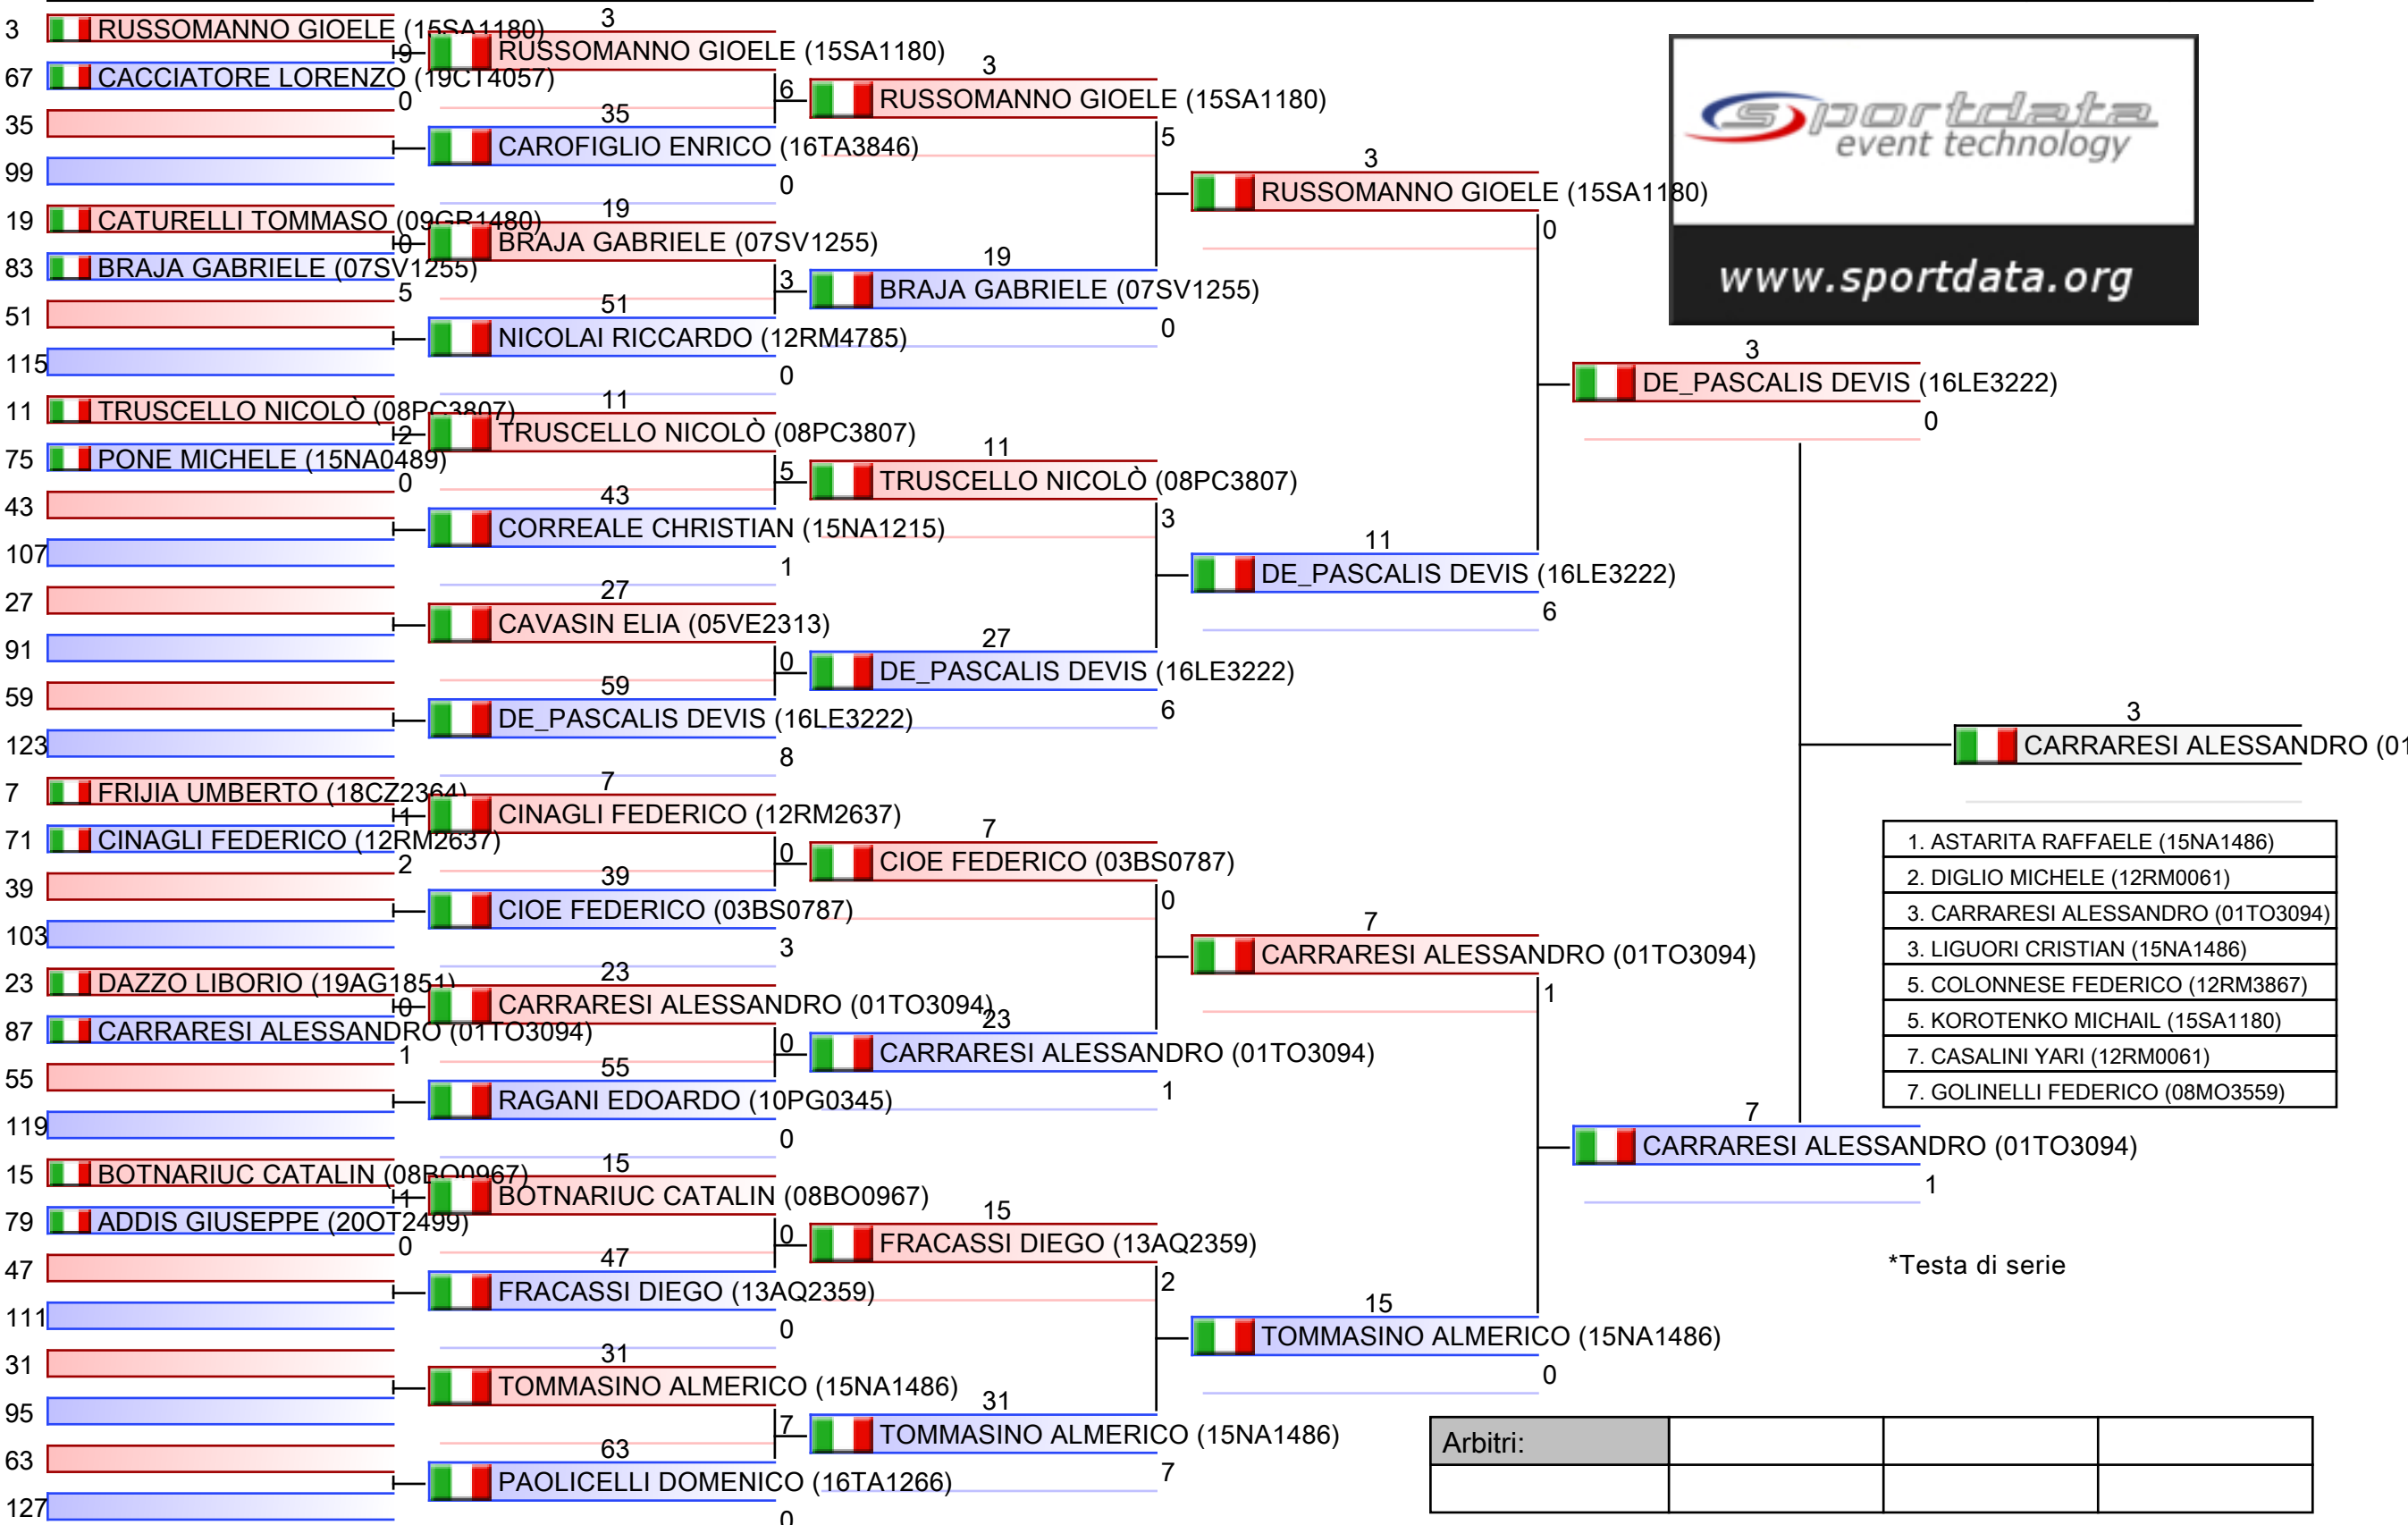 3 RUSSOMANNO GIOELE (15SA1180)
9
67 CACCIATORE LORENZO (19CT4057)
0
35
99
19 CATURELLI TOMMASO (09GR1480)
0
83 BRAJA GABRIELE (07SV1255)
5
51
115
11 TRUSCELLO NICOLÒ (08PC3807)
2
75 PONE MICHELE (15NA0489)
0
43
107
27
91
59
123
7 FRIJIA UMBERTO (18CZ2364)
1
71 CINAGLI FEDERICO (12RM2637)
2
39
103
23 DAZZO LIBORIO (19AG1851)
0
87 CARRARESI ALESSANDRO (01TO3094)
1
55
119
15 BOTNARIUC CATALIN (08BO0967)
1
79 ADDIS GIUSEPPE (20OT2499)
0
47
111
31
95
63
127
3
RUSSOMANNO GIOELE (15SA1180)
6
35
CAROFIGLIO ENRICO (16TA3846)
0
19
BRAJA GABRIELE (07SV1255)
3
51
NICOLAI RICCARDO (12RM4785)
0
11
TRUSCELLO NICOLÒ (08PC3807)
5
43
CORREALE CHRISTIAN (15NA1215)
1
27
CAVASIN ELIA (05VE2313)
0
59
DE_PASCALIS DEVIS (16LE3222)
8
7
CINAGLI FEDERICO (12RM2637)
0
39
CIOE FEDERICO (03BS0787)
3
23
CARRARESI ALESSANDRO (01TO3094)
0
55
RAGANI EDOARDO (10PG0345)
0
15
BOTNARIUC CATALIN (08BO0967)
0
47
FRACASSI DIEGO (13AQ2359)
0
31
TOMMASINO ALMERICO (15NA1486)
7
63
PAOLICELLI DOMENICO (16TA1266)
0
3
RUSSOMANNO GIOELE (15SA1180)
5
19
BRAJA GABRIELE (07SV1255)
0
11
TRUSCELLO NICOLÒ (08PC3807)
3
27
DE_PASCALIS DEVIS (16LE3222)
6
7
CIOE FEDERICO (03BS0787)
0
23
CARRARESI ALESSANDRO (01TO3094)
1
15
FRACASSI DIEGO (13AQ2359)
2
31
TOMMASINO ALMERICO (15NA1486)
7
3
RUSSOMANNO GIOELE (15SA1180)
0
11
DE_PASCALIS DEVIS (16LE3222)
6
7
CARRARESI ALESSANDRO (01TO3094)
1
15
TOMMASINO ALMERICO (15NA1486)
0
sportdata
event technology
www.sportdata.org
3
DE_PASCALIS DEVIS (16LE3222)
0
7
CARRARESI ALESSANDRO (01TO3094)
1
3
CARRARESI ALESSANDRO (01
1. ASTARITA RAFFAELE (15NA1486)
2. DIGLIO MICHELE (12RM0061)
3. CARRARESI ALESSANDRO (01TO3094)
3. LIGUORI CRISTIAN (15NA1486)
5. COLONNESE FEDERICO (12RM3867)
5. KOROTENKO MICHAIL (15SA1180)
7. CASALINI YARI (12RM0061)
7. GOLINELLI FEDERICO (08MO3559)
*Testa di serie
Arbitri: